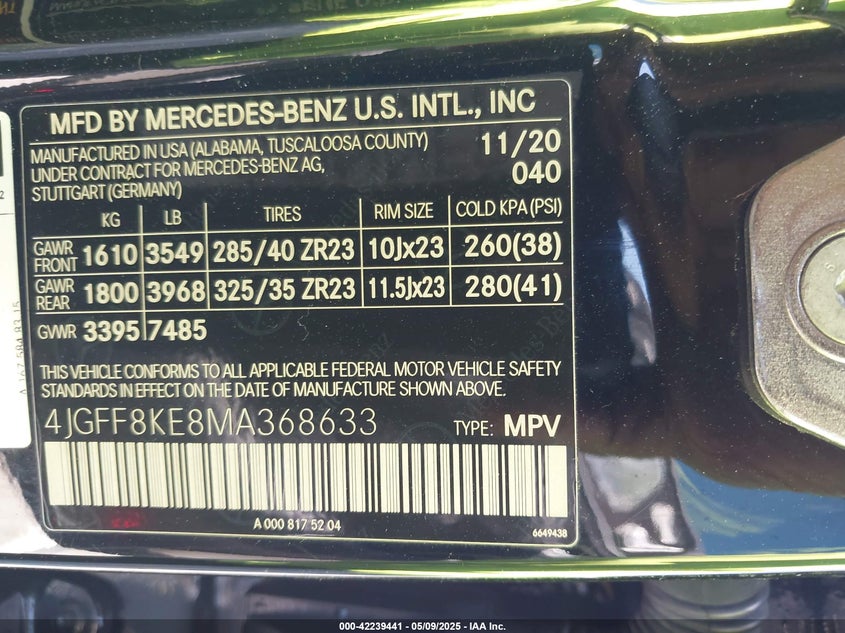 MFD BY MERCEDES-BENZ U.S. INTL., INC
MANUFACTURED IN USA (ALABAMA, TUSCALOOSA COUNTY) 11/20
UNDER CONTRACT FOR MERCEDES-BENZ AG, 040
STUTTGART (GERMANY)
KG LB TIRES RIM SIZE COLD KPA (PSI)
GAWR FRONT 1610 3549 285/40 ZR23 10Jx23 260(38)
GAWR REAR 1800 3968 325/35 ZR23 11.5Jx23 280(41)
GVWR 3395 7485
THIS VEHICLE CONFORMS TO ALL APPLICABLE FEDERAL MOTOR VEHICLE SAFETY
STANDARDS IN EFFECT ON THE DATE OF MANUFACTURE SHOWN ABOVE.
4JGFF8KE8MA368633 TYPE: MPV
A 000 817 52 04
6649438
000-42239441 - 05/09/2025 - IAA Inc.